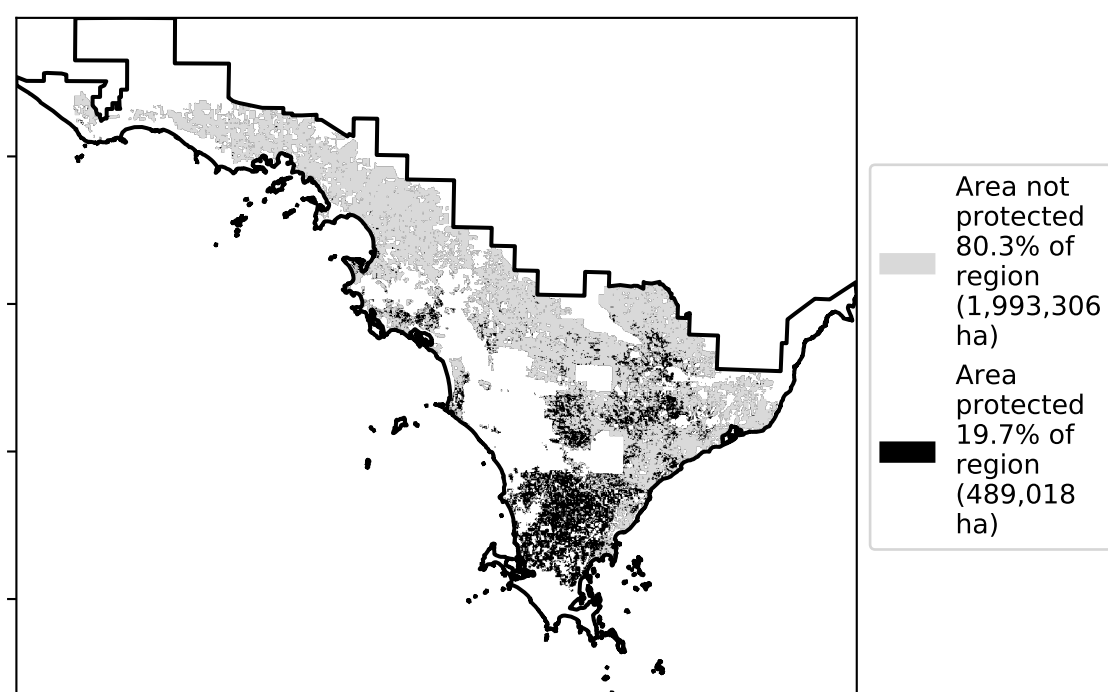 Area not
protected
80.3% of
region
(1,993,306
ha)
Area
protected
19.7% of
region
(489,018
ha)